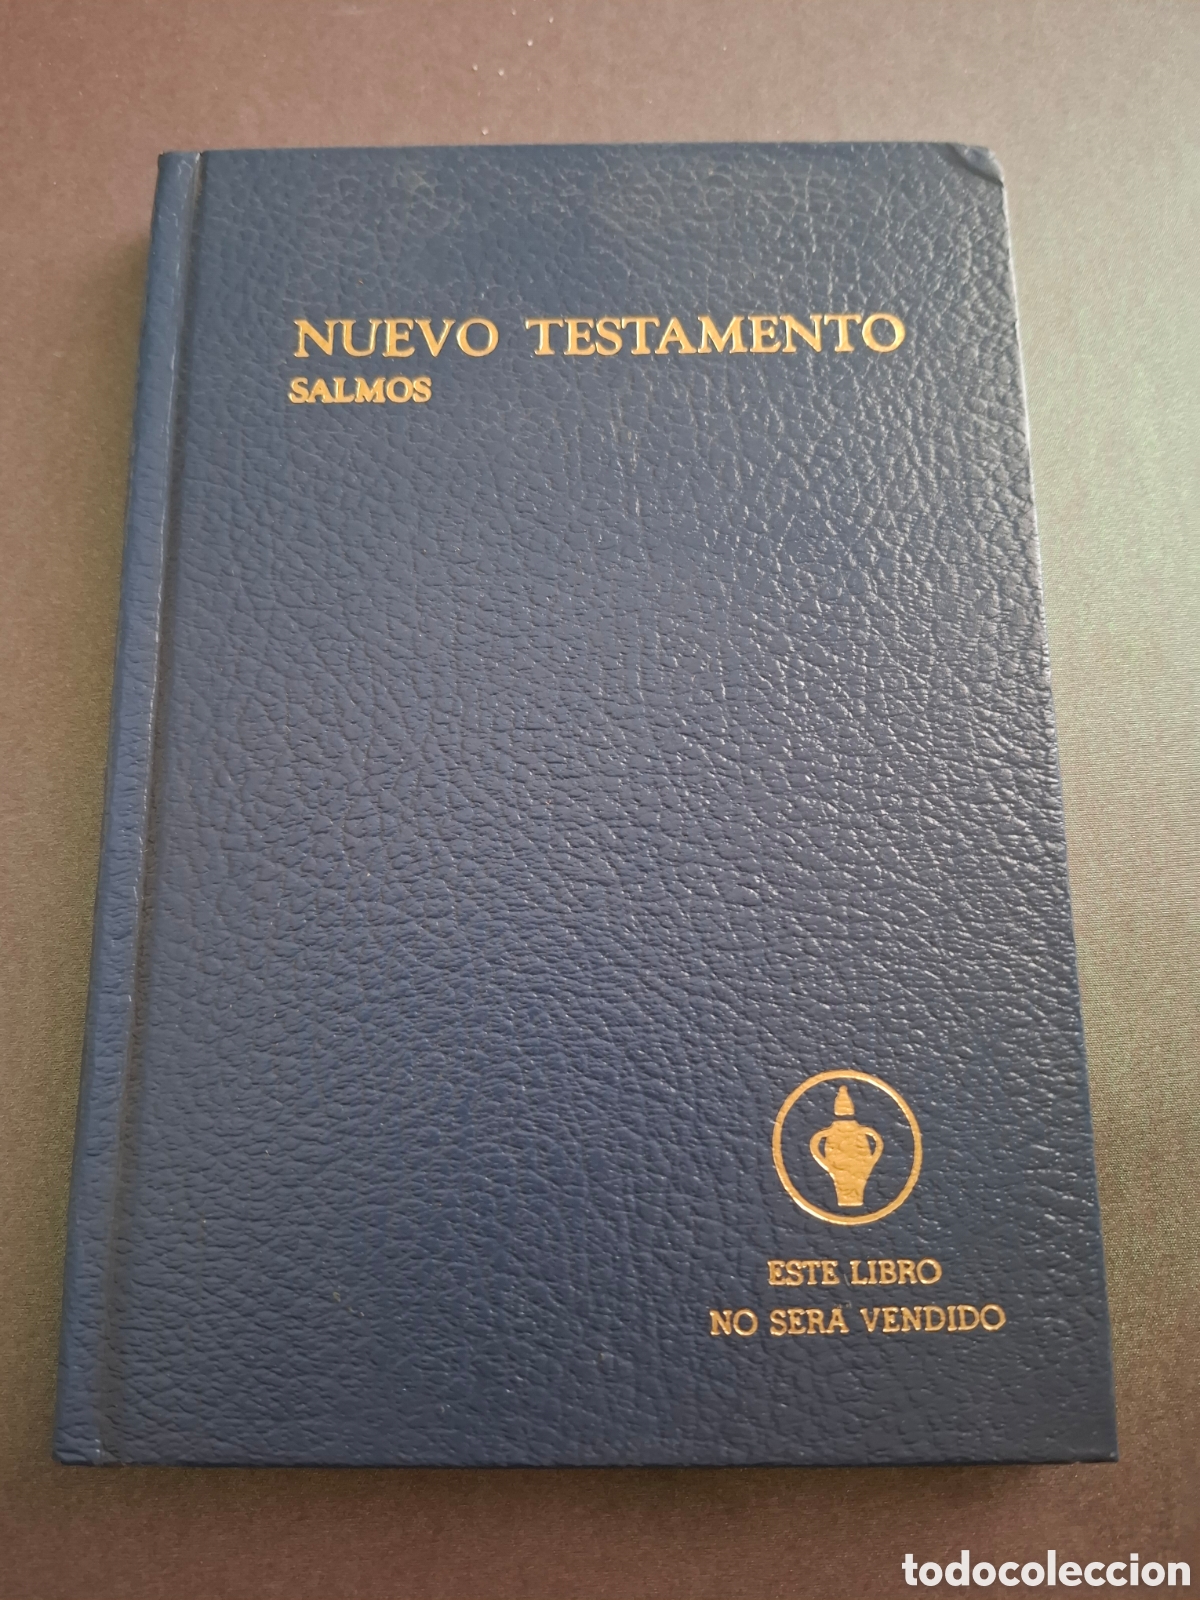 NUEVO TESTAMENTO
SALMOS
ESTE LIBRO
NO SERA VENDIDO
todocoleccion